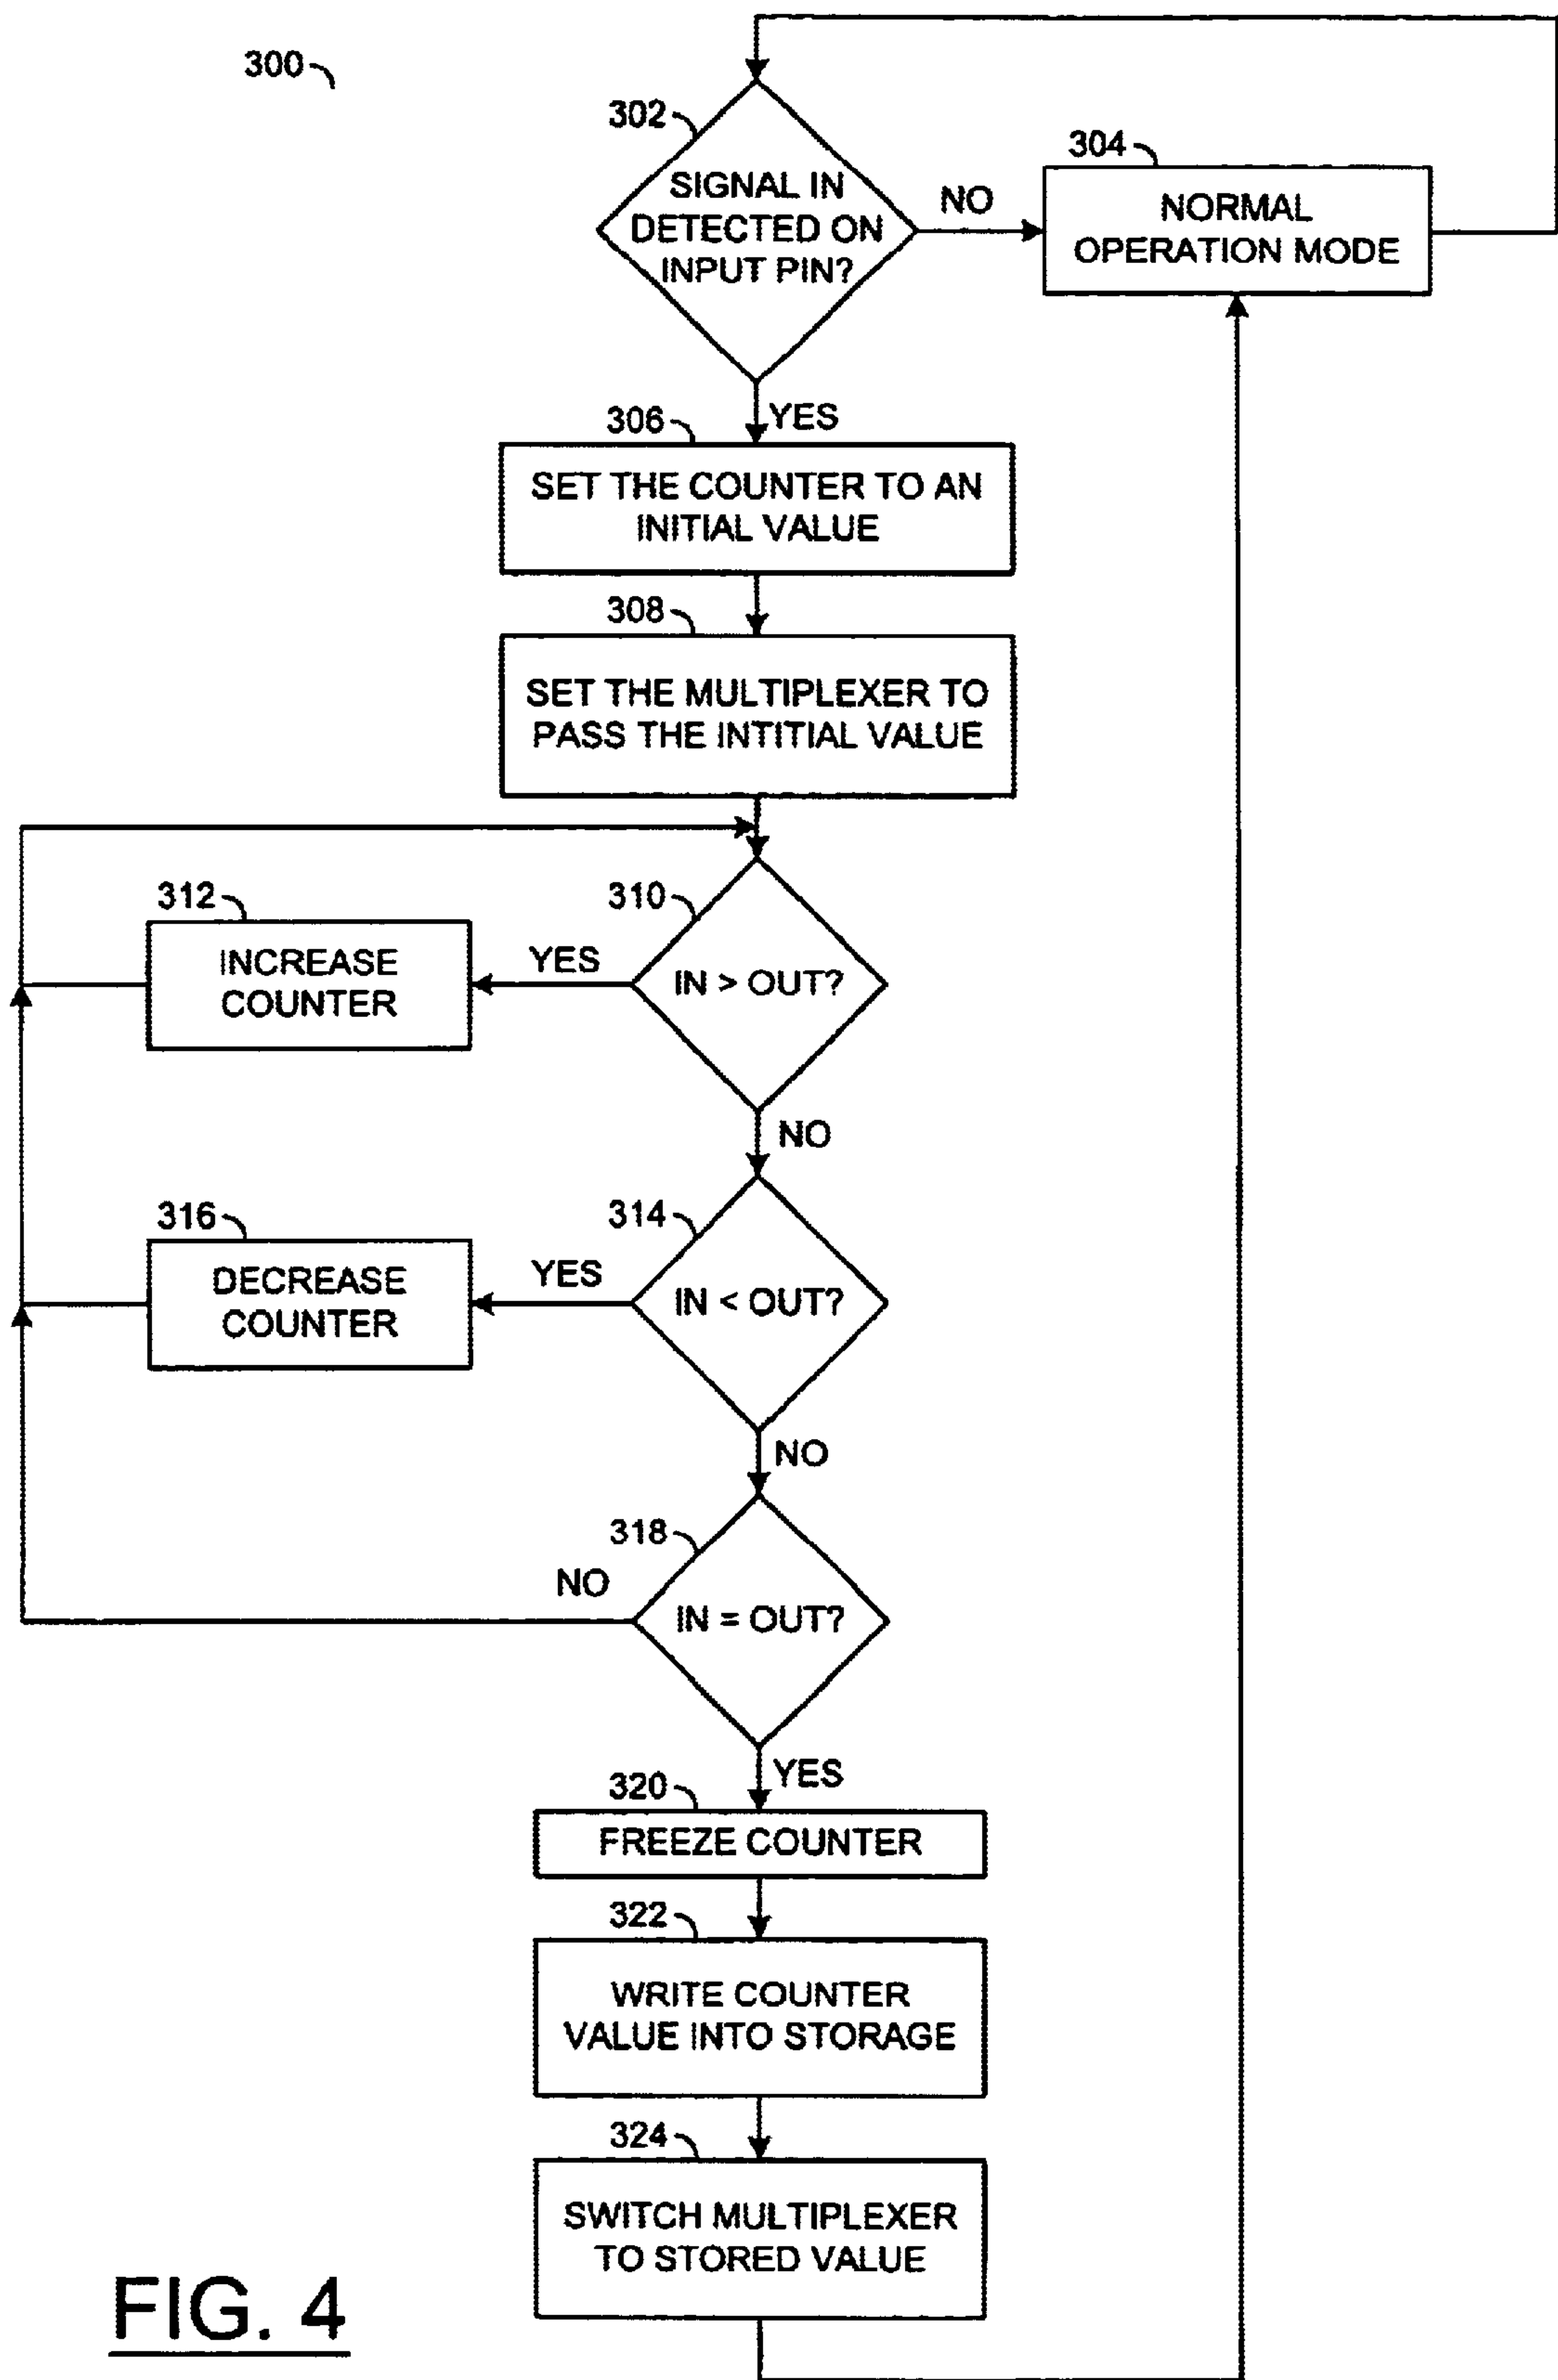 300
302
SIGNAL IN
DETECTED ON
INPUT PIN?
NO
304
NORMAL
OPERATION MODE
YES
306
SET THE COUNTER TO AN
INITIAL VALUE
308
SET THE MULTIPLEXER TO
PASS THE INTITIAL VALUE
310
IN > OUT?
YES
312
INCREASE
COUNTER
NO
314
IN < OUT?
YES
316
DECREASE
COUNTER
NO
318
IN = OUT?
NO
YES
320
FREEZE COUNTER
322
WRITE COUNTER
VALUE INTO STORAGE
324
SWITCH MULTIPLEXER
TO STORED VALUE
FIG. 4